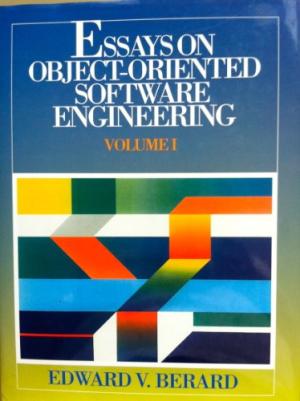 ESSAYS ON
OBJECT-ORIENTED
SOFTWARE
ENGINEERING
VOLUME I
EDWARD V. BERARD